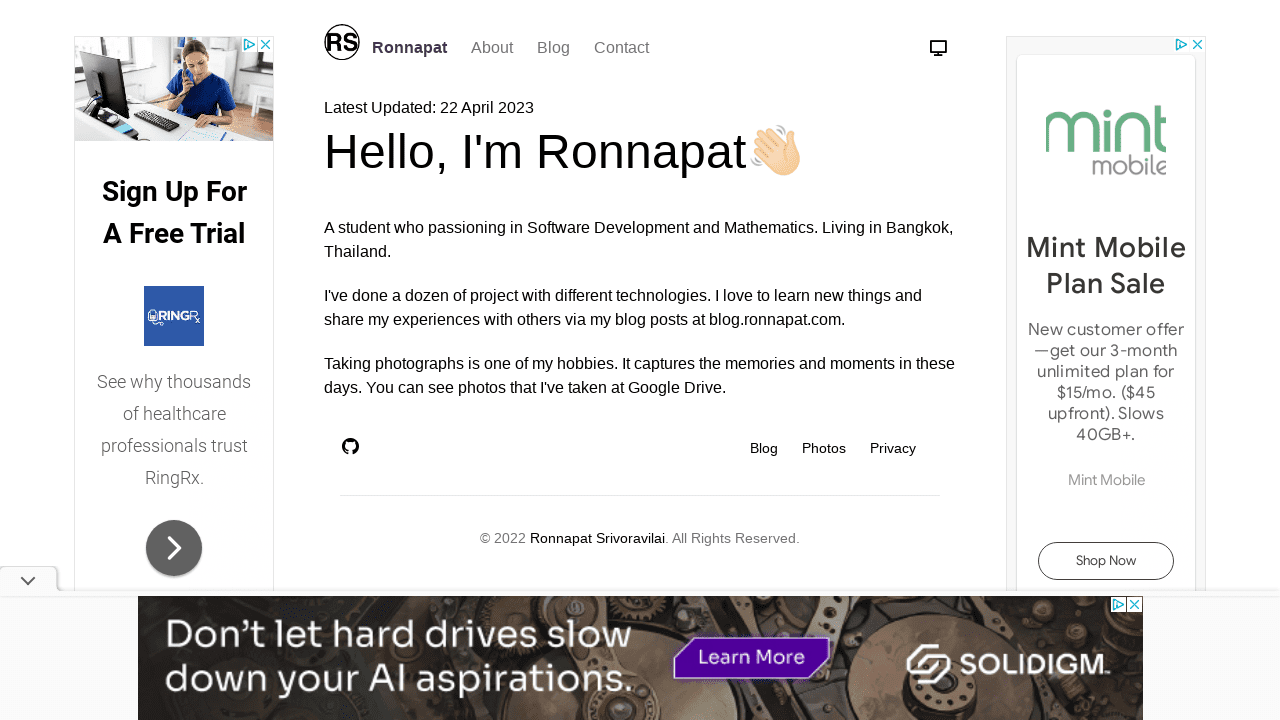 RS
Ronnapat
About
Blog
Contact
Latest Updated: 22 April 2023
Hello, I'm Ronnapat👋🏻
A student who passioning in Software Development and Mathematics. Living in Bangkok,
Thailand.
I've done a dozen of project with different technologies. I love to learn new things and
share my experiences with others via my blog posts at blog.ronnapat.com.
Taking photographs is one of my hobbies. It captures the memories and moments in these
days. You can see photos that I've taken at Google Drive.
Blog
Photos
Privacy
© 2022 Ronnapat Srivoravilai. All Rights Reserved.
Sign Up For
A Free Trial
RINGRx
See why thousands
of healthcare
professionals trust
RingRx.
mint
mobile
Mint Mobile
Plan Sale
New customer offer
—get our 3-month
unlimited plan for
$15/mo. ($45
upfront). Slows
40GB+.
Mint Mobile
Shop Now
Don't let hard drives slow
down your AI aspirations.
Learn More
SOLIDIGM™